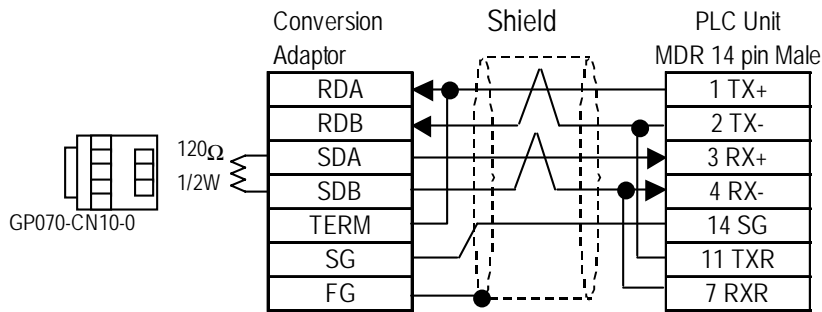 Conversion
Adaptor
Shield
PLC Unit
MDR 14 pin Male
RDA
1 TX+
RDB
2 TX-
120Ω
1/2W
SDA
3 RX+
SDB
4 RX-
GP070-CN10-0
TERM
14 SG
SG
11 TXR
FG
7 RXR